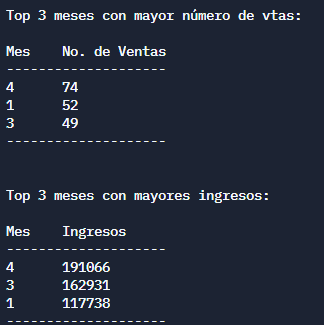 Top 3 meses con mayor número de vtas:
Mes No. de Ventas
--------------------
4 74
1 52
3 49
--------------------
Top 3 meses con mayores ingresos:
Mes Ingresos
--------------------
4 191066
3 162931
1 117738
--------------------